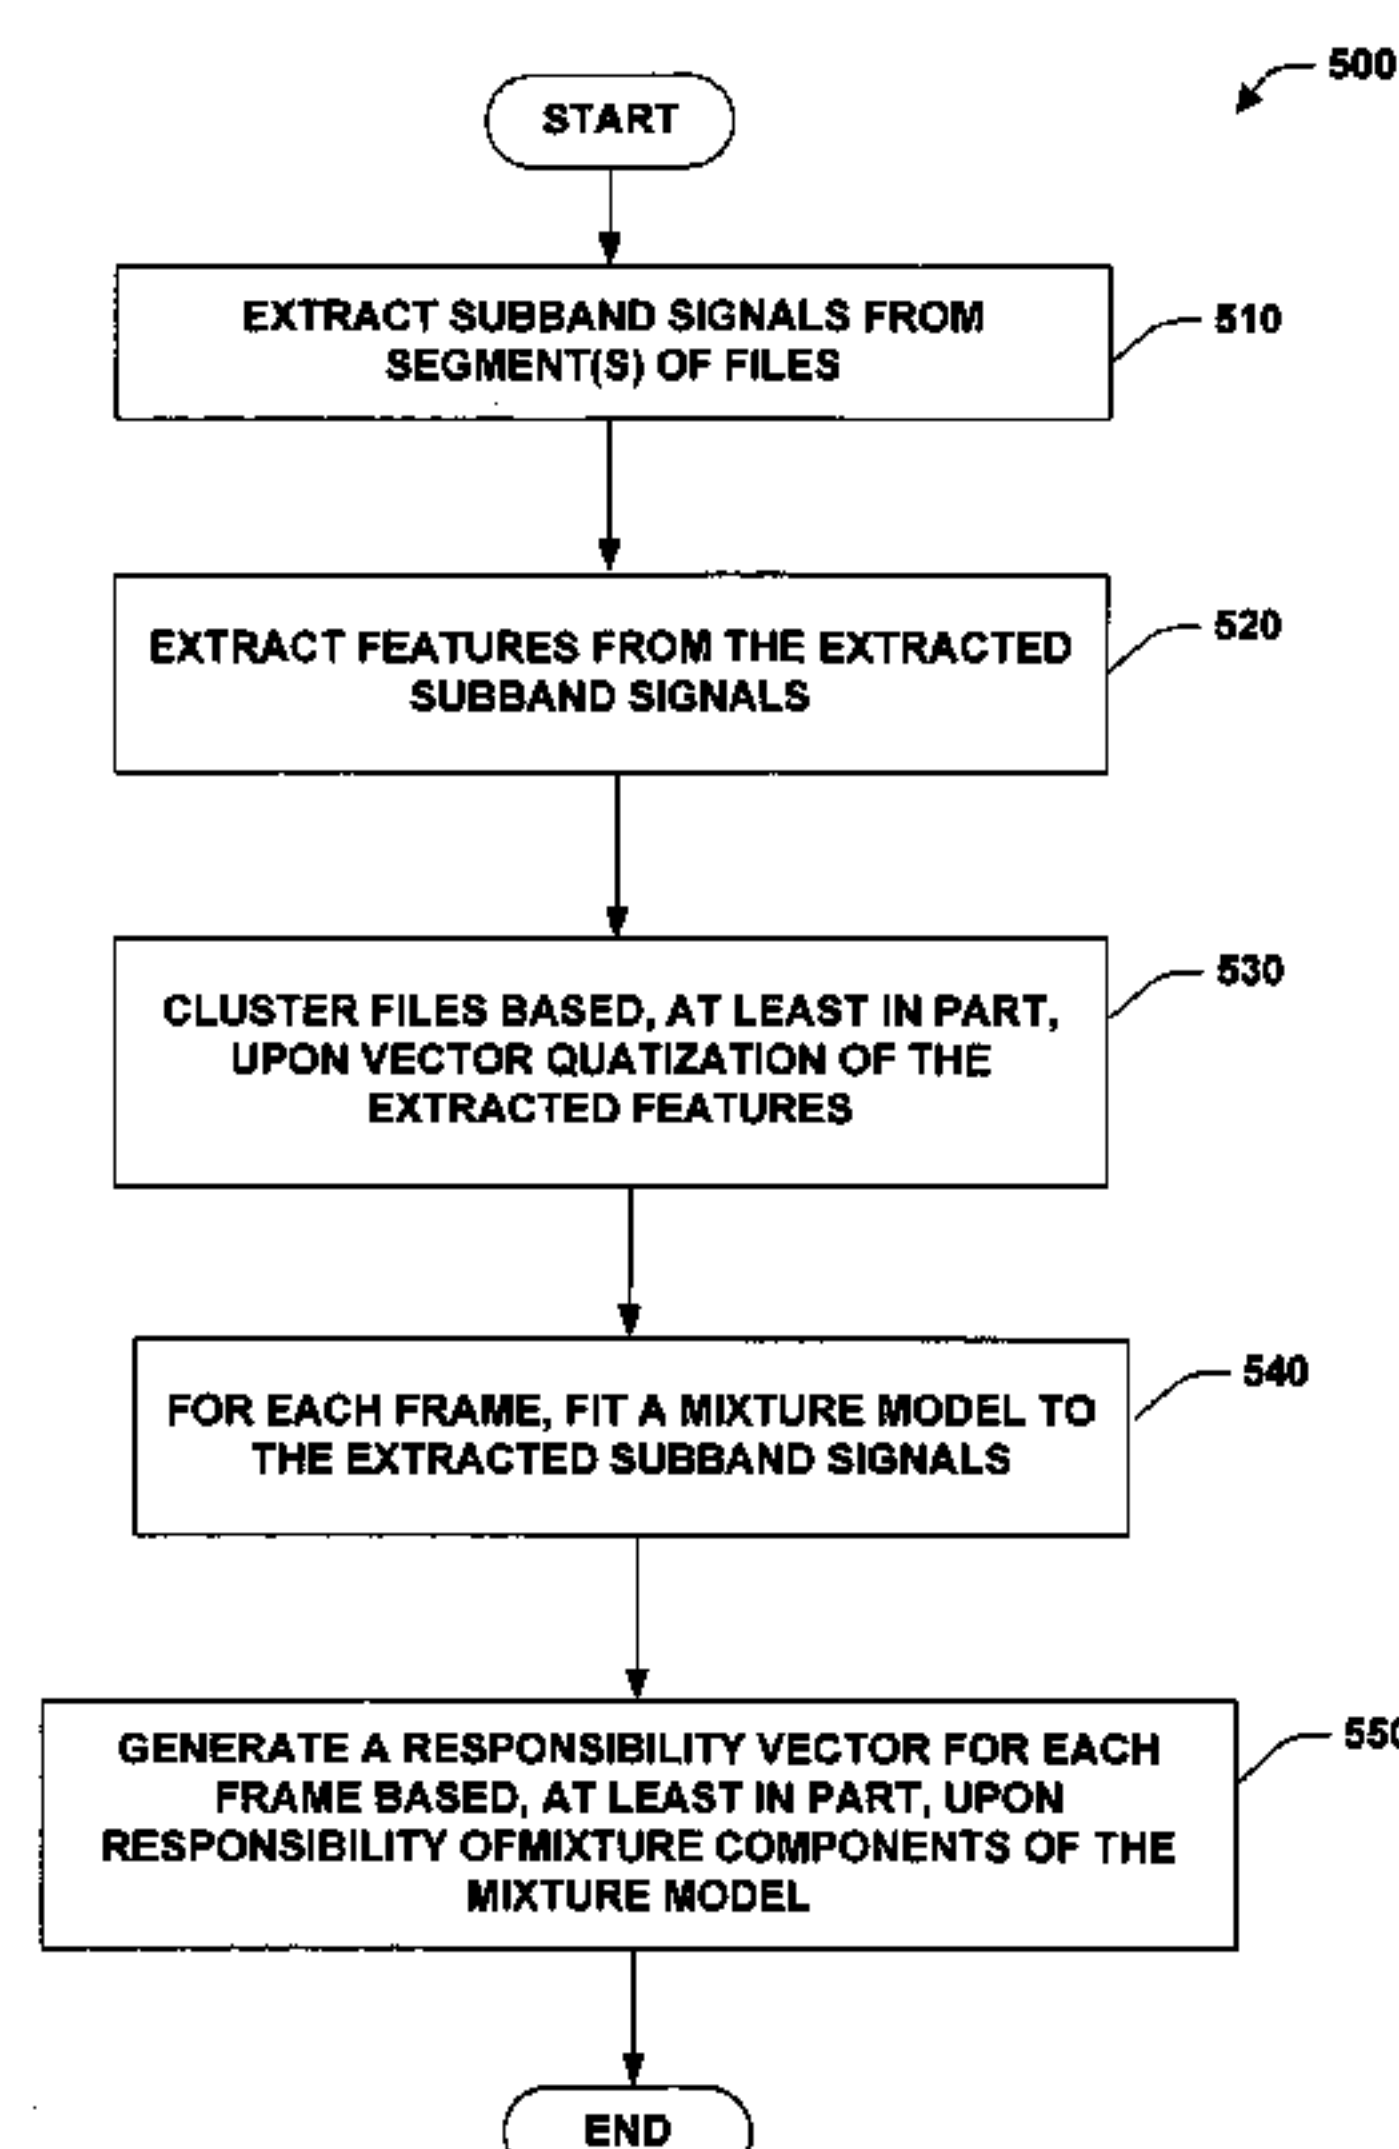 500
START
EXTRACT SUBBAND SIGNALS FROM
SEGMENT(S) OF FILES
510
EXTRACT FEATURES FROM THE EXTRACTED
SUBBAND SIGNALS
520
CLUSTER FILES BASED, AT LEAST IN PART,
UPON VECTOR QUATIZATION OF THE
EXTRACTED FEATURES
530
FOR EACH FRAME, FIT A MIXTURE MODEL TO
THE EXTRACTED SUBBAND SIGNALS
540
GENERATE A RESPONSIBILITY VECTOR FOR EACH
FRAME BASED, AT LEAST IN PART, UPON
RESPONSIBILITY OFMIXTURE COMPONENTS OF THE
MIXTURE MODEL
550
END